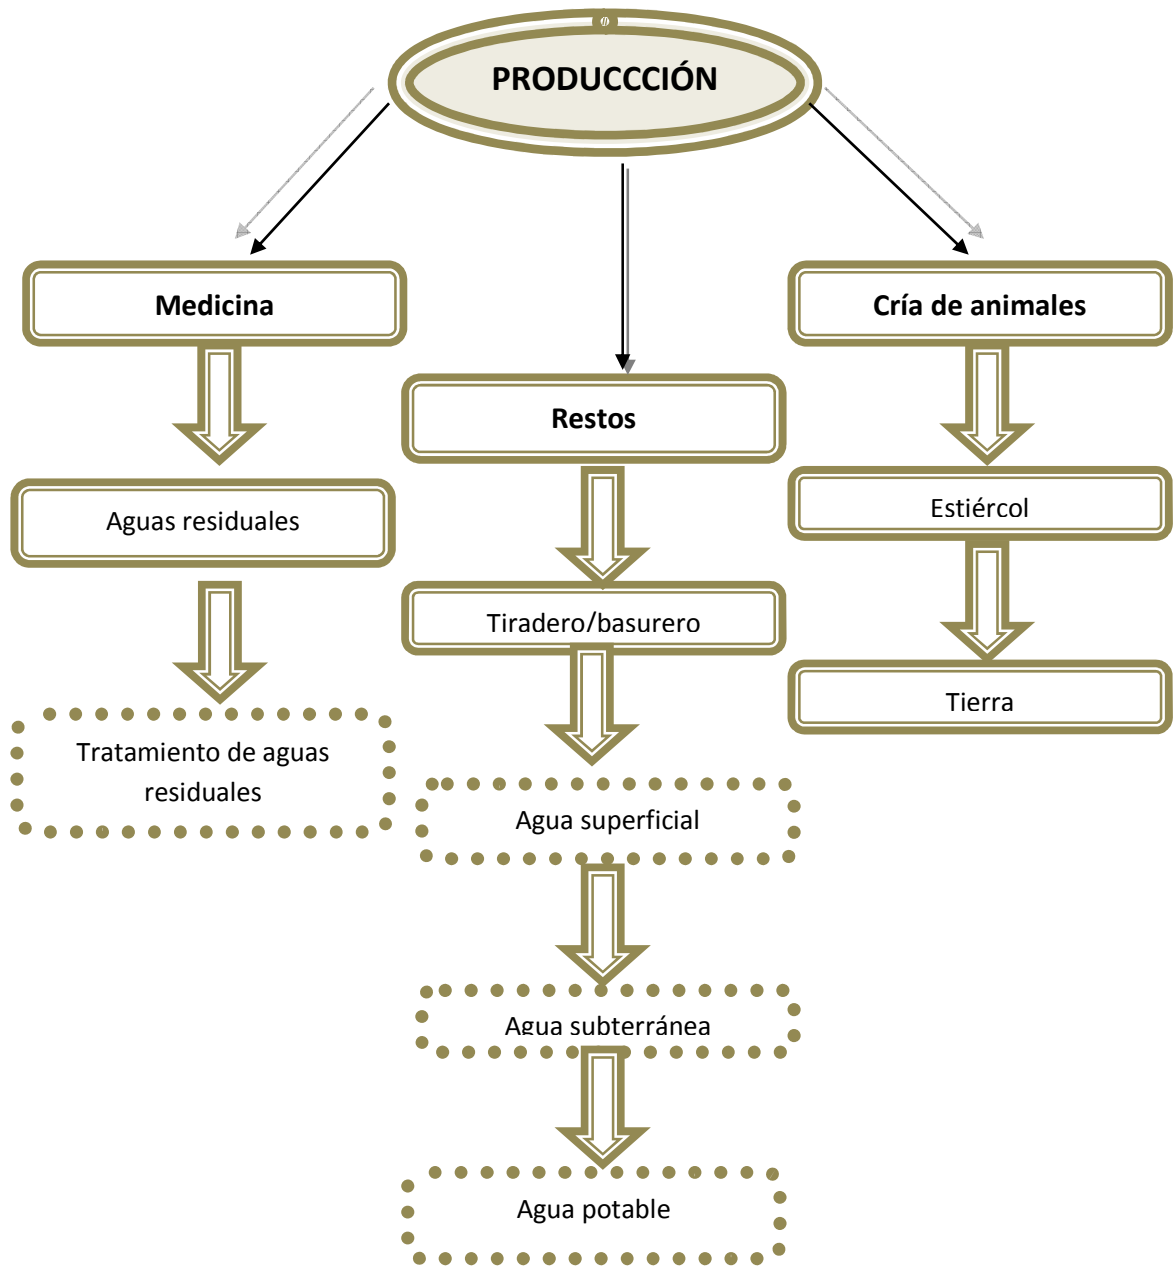 PRODUCCCIÓN
Medicina
Cría de animales
Restos
Aguas residuales
Estiércol
Tiradero/basurero
Tierra
Tratamiento de aguas
residuales
Agua superficial
Agua subterránea
Agua potable